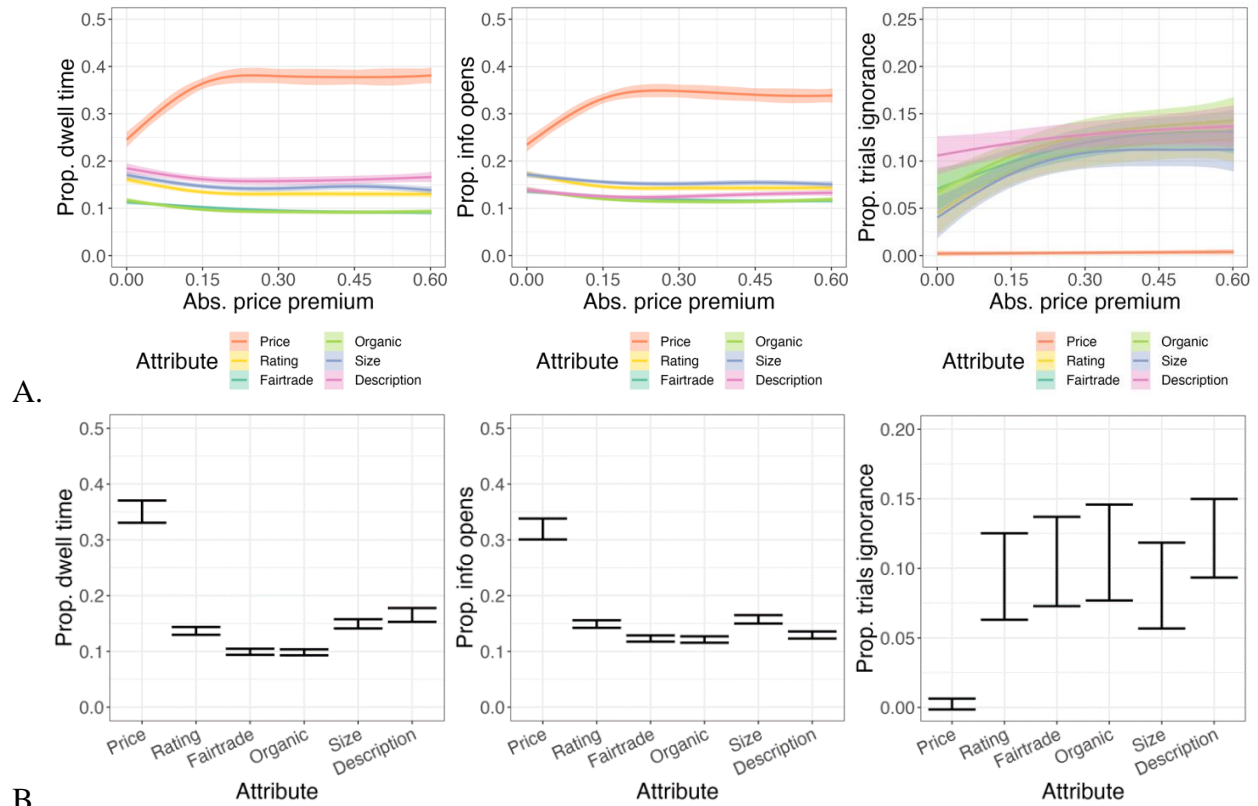 Prop. dwell time
0.5
0.4
0.3
0.2
0.1
0.0
0.00 0.15 0.30 0.45 0.60
Abs. price premium
Attribute
Price Organic
Rating Size
Fairtrade Description
Prop. info opens
0.5
0.4
0.3
0.2
0.1
0.0
0.00 0.15 0.30 0.45 0.60
Abs. price premium
Attribute
Price Organic
Rating Size
Fairtrade Description
Prop. trials ignorance
0.20
0.15
0.10
0.05
0.00
0.00 0.15 0.30 0.45 0.60
Abs. price premium
Attribute
Price Organic
Rating Size
Fairtrade Description
A.
Prop. dwell time
0.5
0.4
0.3
0.2
0.1
0.0
Price Rating Fairtrade Organic Size Description
Attribute
Prop. info opens
0.5
0.4
0.3
0.2
0.1
0.0
Price Rating Fairtrade Organic Size Description
Attribute
Prop. trials ignorance
0.20
0.15
0.10
0.05
0.00
Price Rating Fairtrade Organic Size Description
Attribute
B